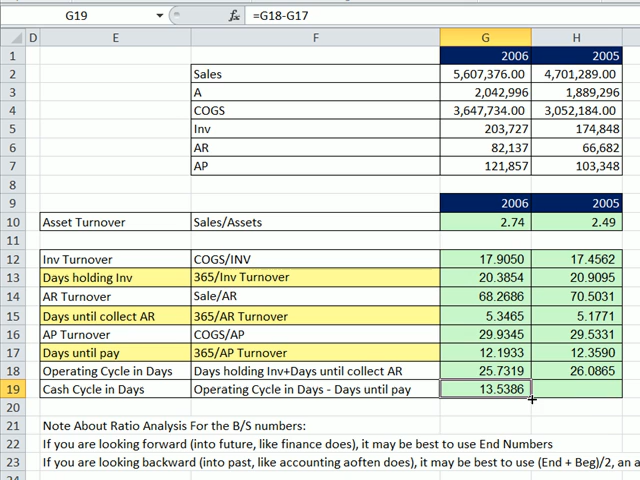 G19 fx =G18-G17
D E F G H
1 2006 2005
2 Sales 5,607,376.00 4,701,289.00
3 A 2,042,996 1,889,296
4 COGS 3,647,734.00 3,052,184.00
5 Inv 203,727 174,848
6 AR 82,137 66,682
7 AP 121,857 103,348
8
9 2006 2005
10 Asset Turnover Sales/Assets 2.74 2.49
11
12 Inv Turnover COGS/INV 17.9050 17.4562
13 Days holding Inv 365/Inv Turnover 20.3854 20.9095
14 AR Turnover Sale/AR 68.2686 70.5031
15 Days until collect AR 365/AR Turnover 5.3465 5.1771
16 AP Turnover COGS/AP 29.9345 29.5331
17 Days until pay 365/AP Turnover 12.1933 12.3590
18 Operating Cycle in Days Days holding Inv+Days until collect AR 25.7319 26.0865
19 Cash Cycle in Days Operating Cycle in Days - Days until pay 13.5386
20
21 Note About Ratio Analysis For the B/S numbers:
22 If you are looking forward (into future, like finance does), it may be best to use End Numbers
23 If you are looking backward (into past, like accounting aoften does), it may be best to use (End + Beg)/2, an a